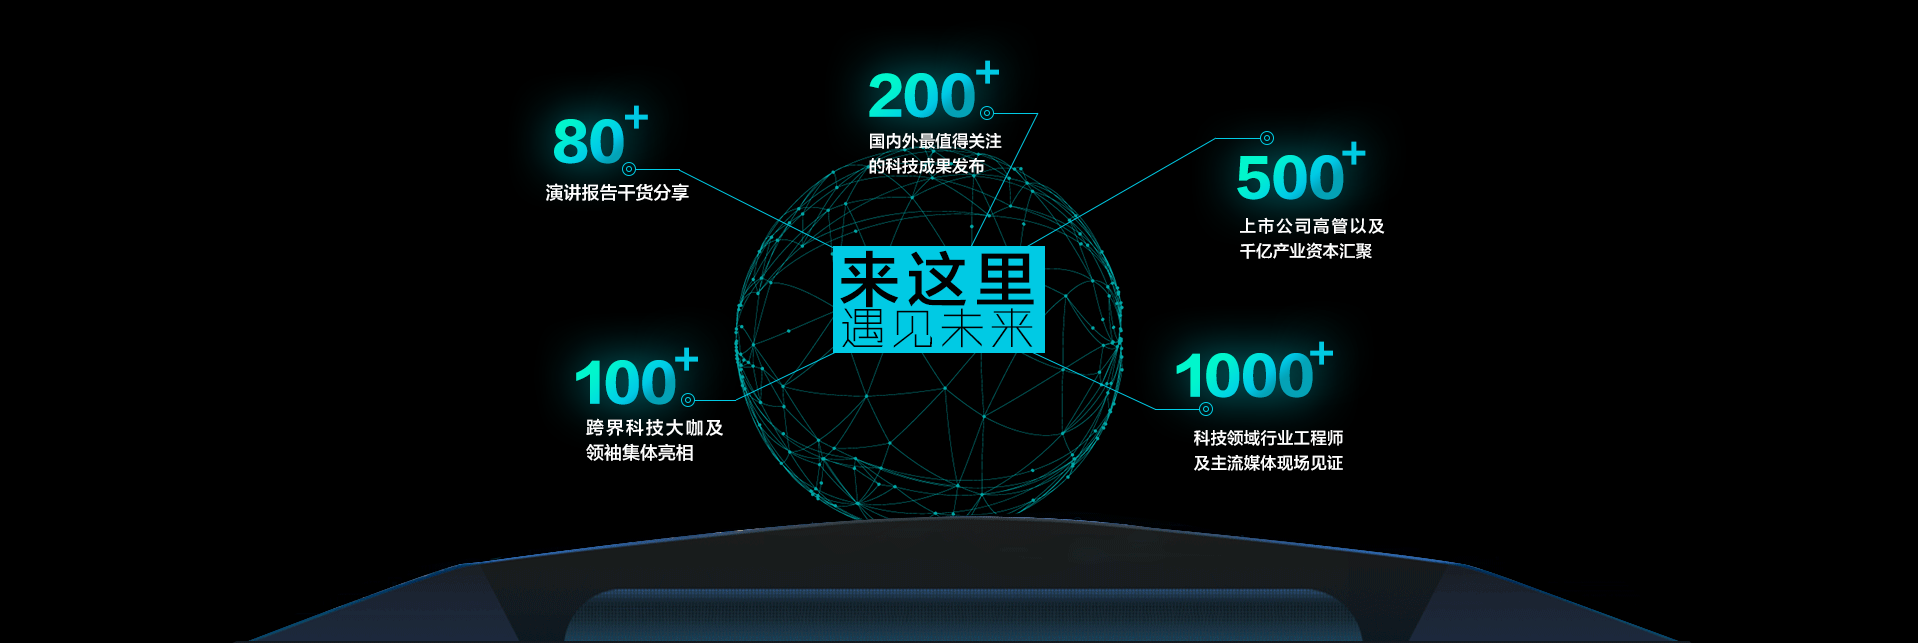 80+
演讲报告干货分享
200+
国内外最值得关注
的科技成果发布
500+
上市公司高管以及
千亿产业资本汇聚
来这里
遇见未来
100+
跨界科技大咖及
领袖集体亮相
1000+
科技领域行业工程师
及主流媒体现场见证